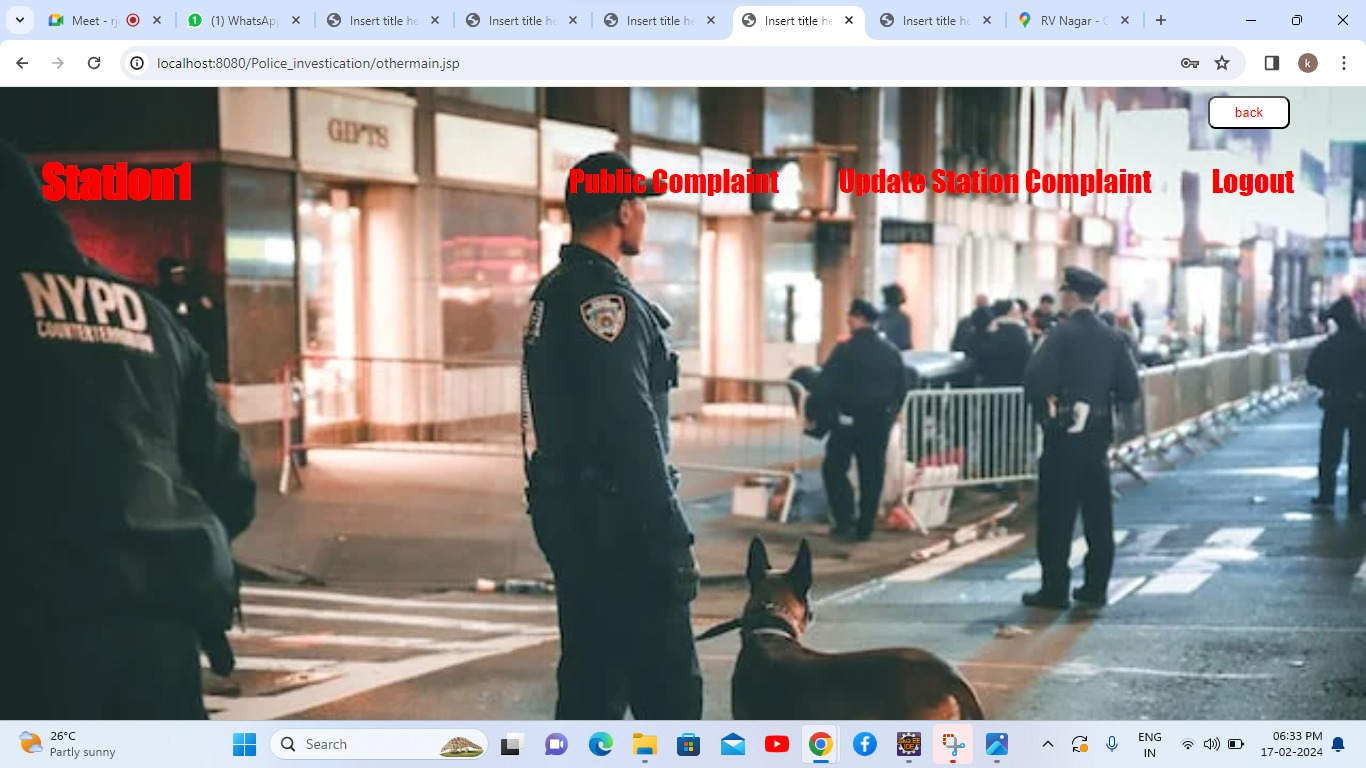 Meet - rj
(1) WhatsAp
Insert title he
Insert title he
Insert title he
Insert title he
Insert title he
RV Nagar - G
localhost:8080/Police_investication/othermain.jsp
k
back
GIFTS
Station1
Public Complaint
Update Station Complaint
Logout
NYPD
COUNTERTERRORISM
26°C
Partly sunny
Search
ENG
IN
06:33 PM
17-02-2024